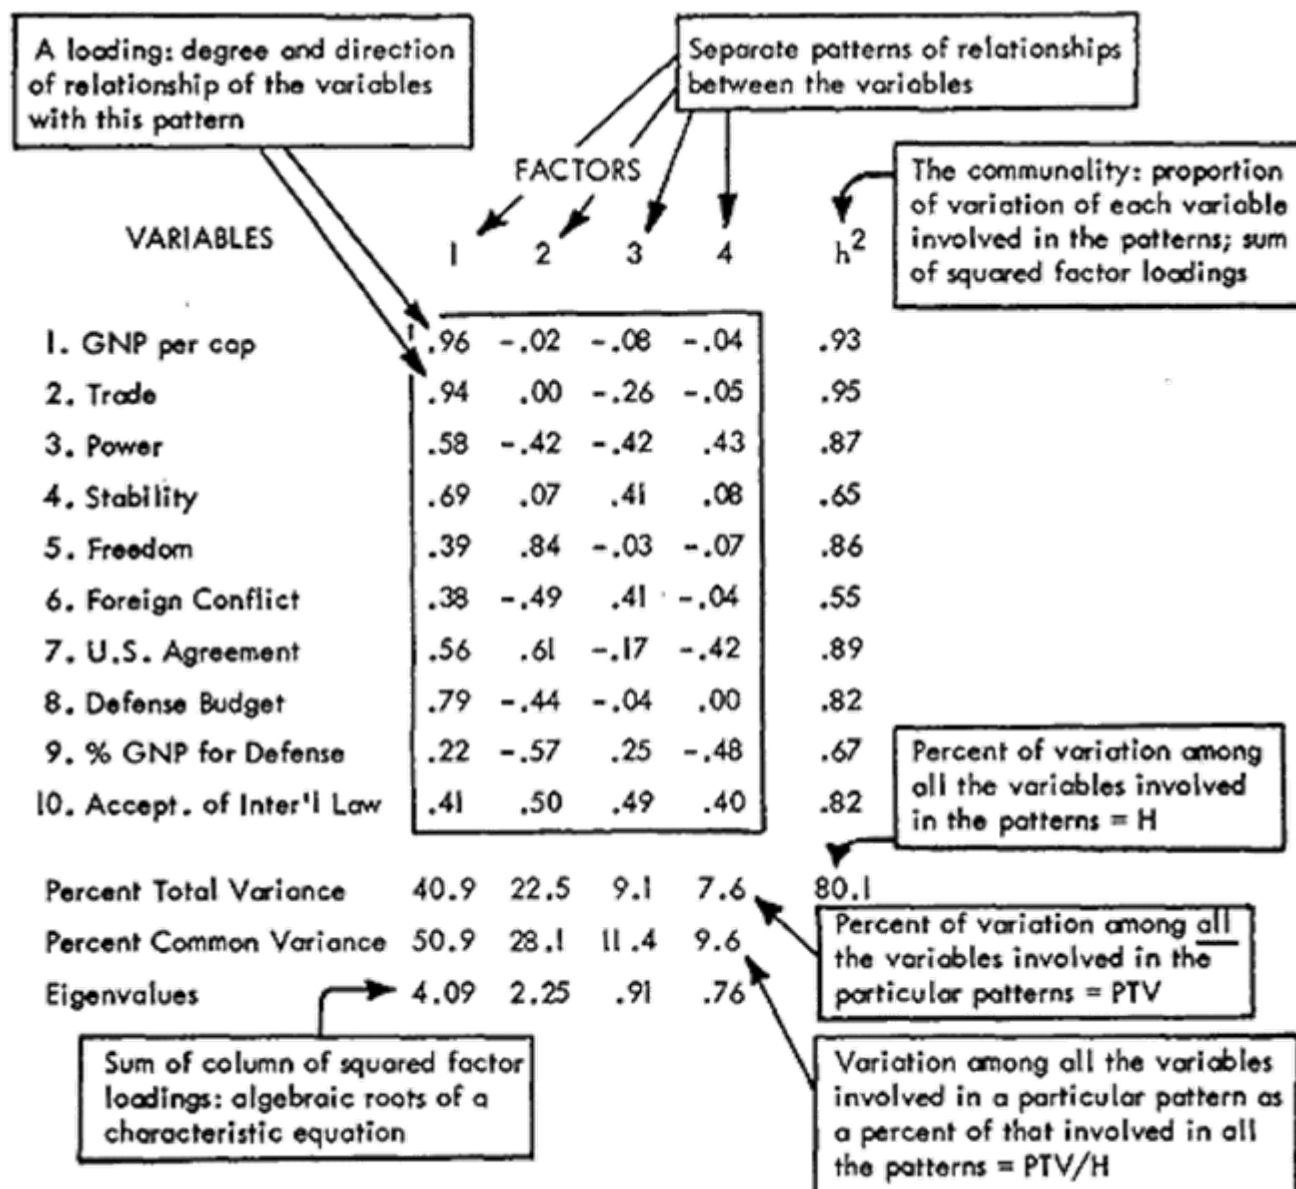 A loading: degree and direction
of relationship of the variables
with this pattern
Separate patterns of relationships
between the variables
FACTORS
The communality: proportion
of variation of each variable
involved in the patterns; sum
of squared factor loadings
VARIABLES 1 2 3 4 h²
1. GNP per cap .96 -.02 -.08 -.04 .93
2. Trade .94 .00 -.26 -.05 .95
3. Power .58 -.42 -.42 .43 .87
4. Stability .69 .07 .41 .08 .65
5. Freedom .39 .84 -.03 -.07 .86
6. Foreign Conflict .38 -.49 .41 -.04 .55
7. U.S. Agreement .56 .61 -.17 -.42 .89
8. Defense Budget .79 -.44 -.04 .00 .82
9. % GNP for Defense .22 -.57 .25 -.48 .67
10. Accept. of Inter'l Law .41 .50 .49 .40 .82
Percent of variation among
all the variables involved
in the patterns = H
Percent Total Variance 40.9 22.5 9.1 7.6 80.1
Percent Common Variance 50.9 28.1 11.4 9.6
Eigenvalues 4.09 2.25 .91 .76
Percent of variation among all
the variables involved in the
particular patterns = PTV
Sum of column of squared factor
loadings: algebraic roots of a
characteristic equation
Variation among all the variables
involved in a particular pattern as
a percent of that involved in all
the patterns = PTV/H